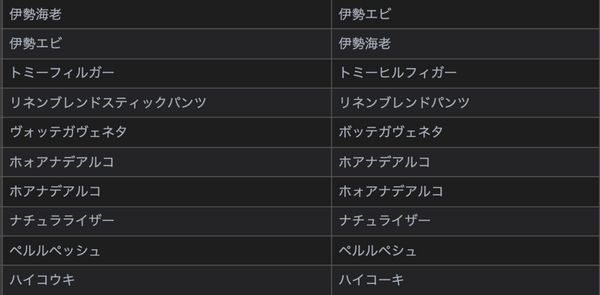 伊勢海老 伊勢エビ
伊勢エビ 伊勢海老
トミーフィルガー トミーヒルフィガー
リネンブレンドスティックパンツ リネンブレンドパンツ
ヴォッテガヴェネタ ボッテガヴェネタ
ホォアナデアルコ ホアナデアルコ
ホアナデアルコ ホォアナデアルコ
ナチュラライザー ナチュライザー
ペルルペッシュ ペルルペシュ
ハイコウキ ハイコーキ